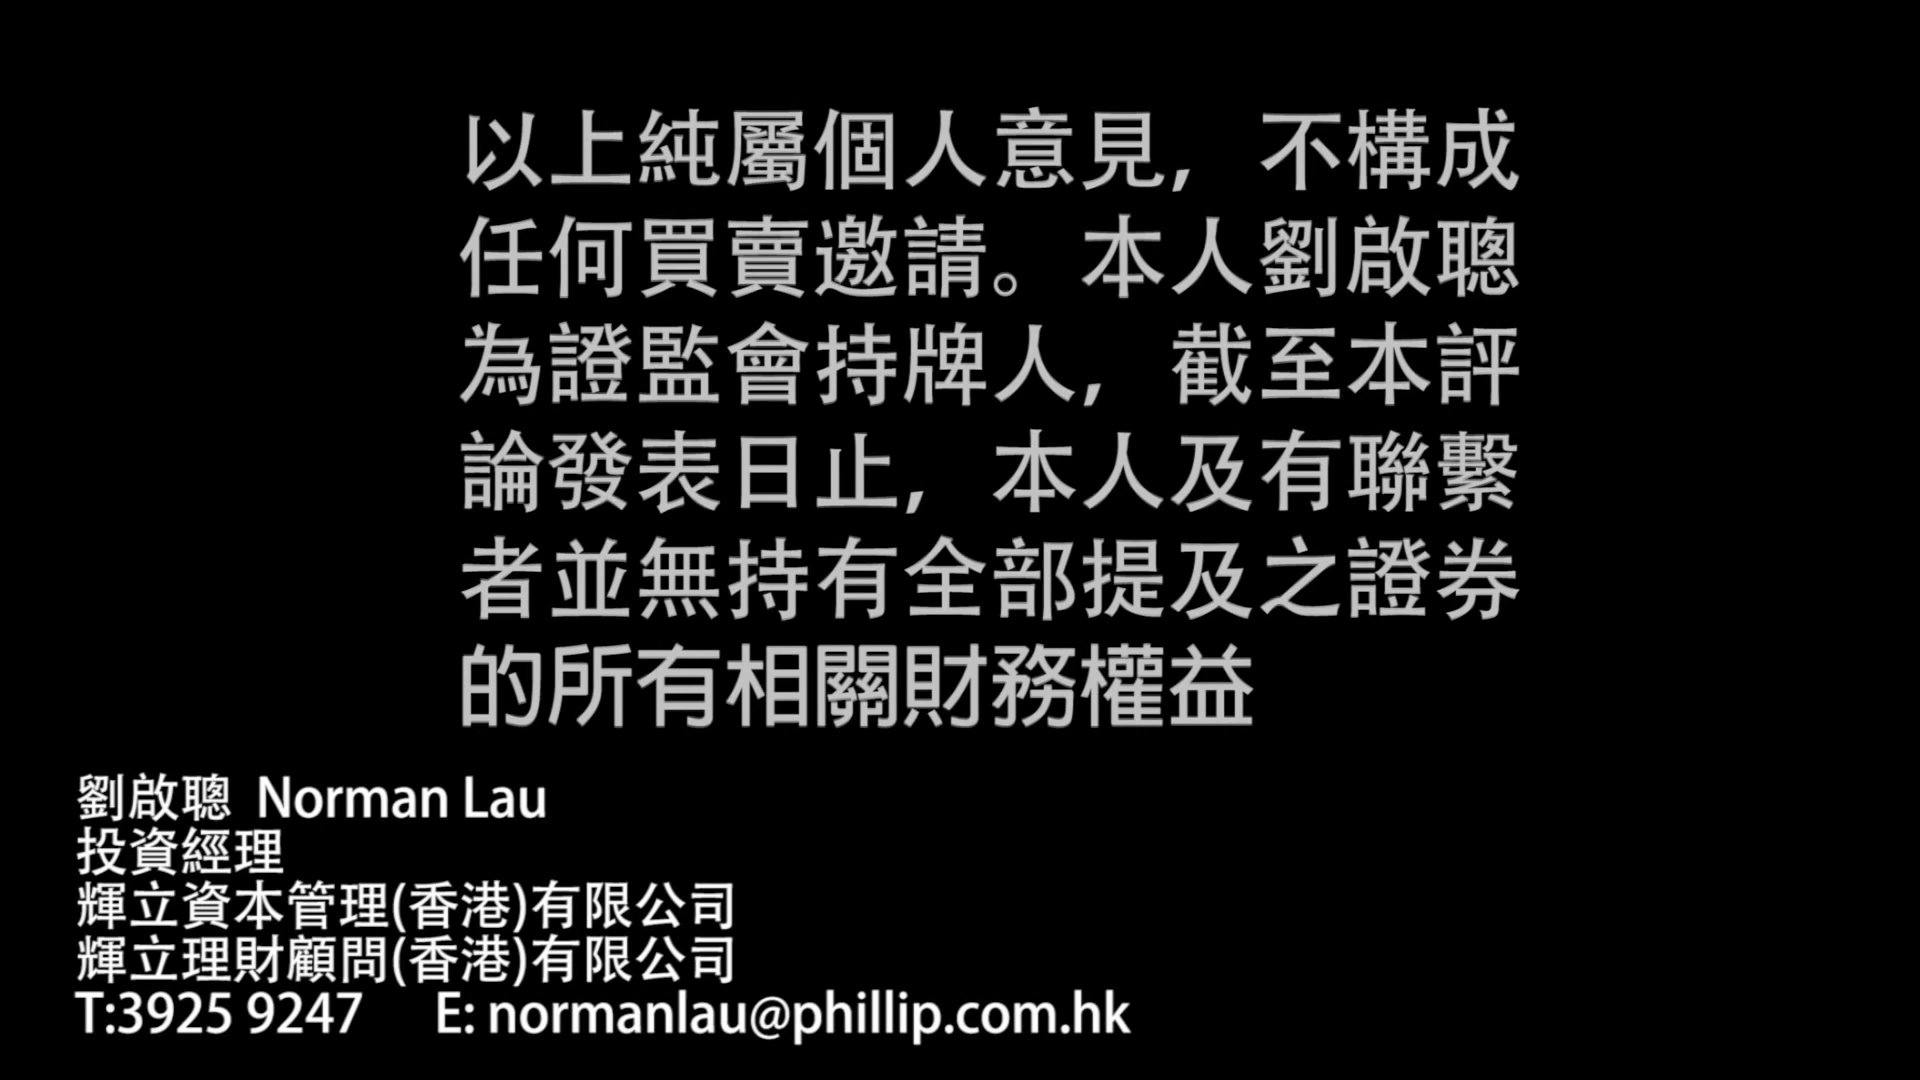 以上純屬個人意見，不構成
任何買賣邀請。本人劉啟聰
為證監會持牌人，截至本評
論發表日止，本人及有聯繫
者並無持有全部提及之證券
的所有相關財務權益
劉啟聰 Norman Lau
投資經理
輝立資本管理(香港)有限公司
輝立理財顧問(香港)有限公司
T:3925 9247 E: normanlau@phillip.com.hk